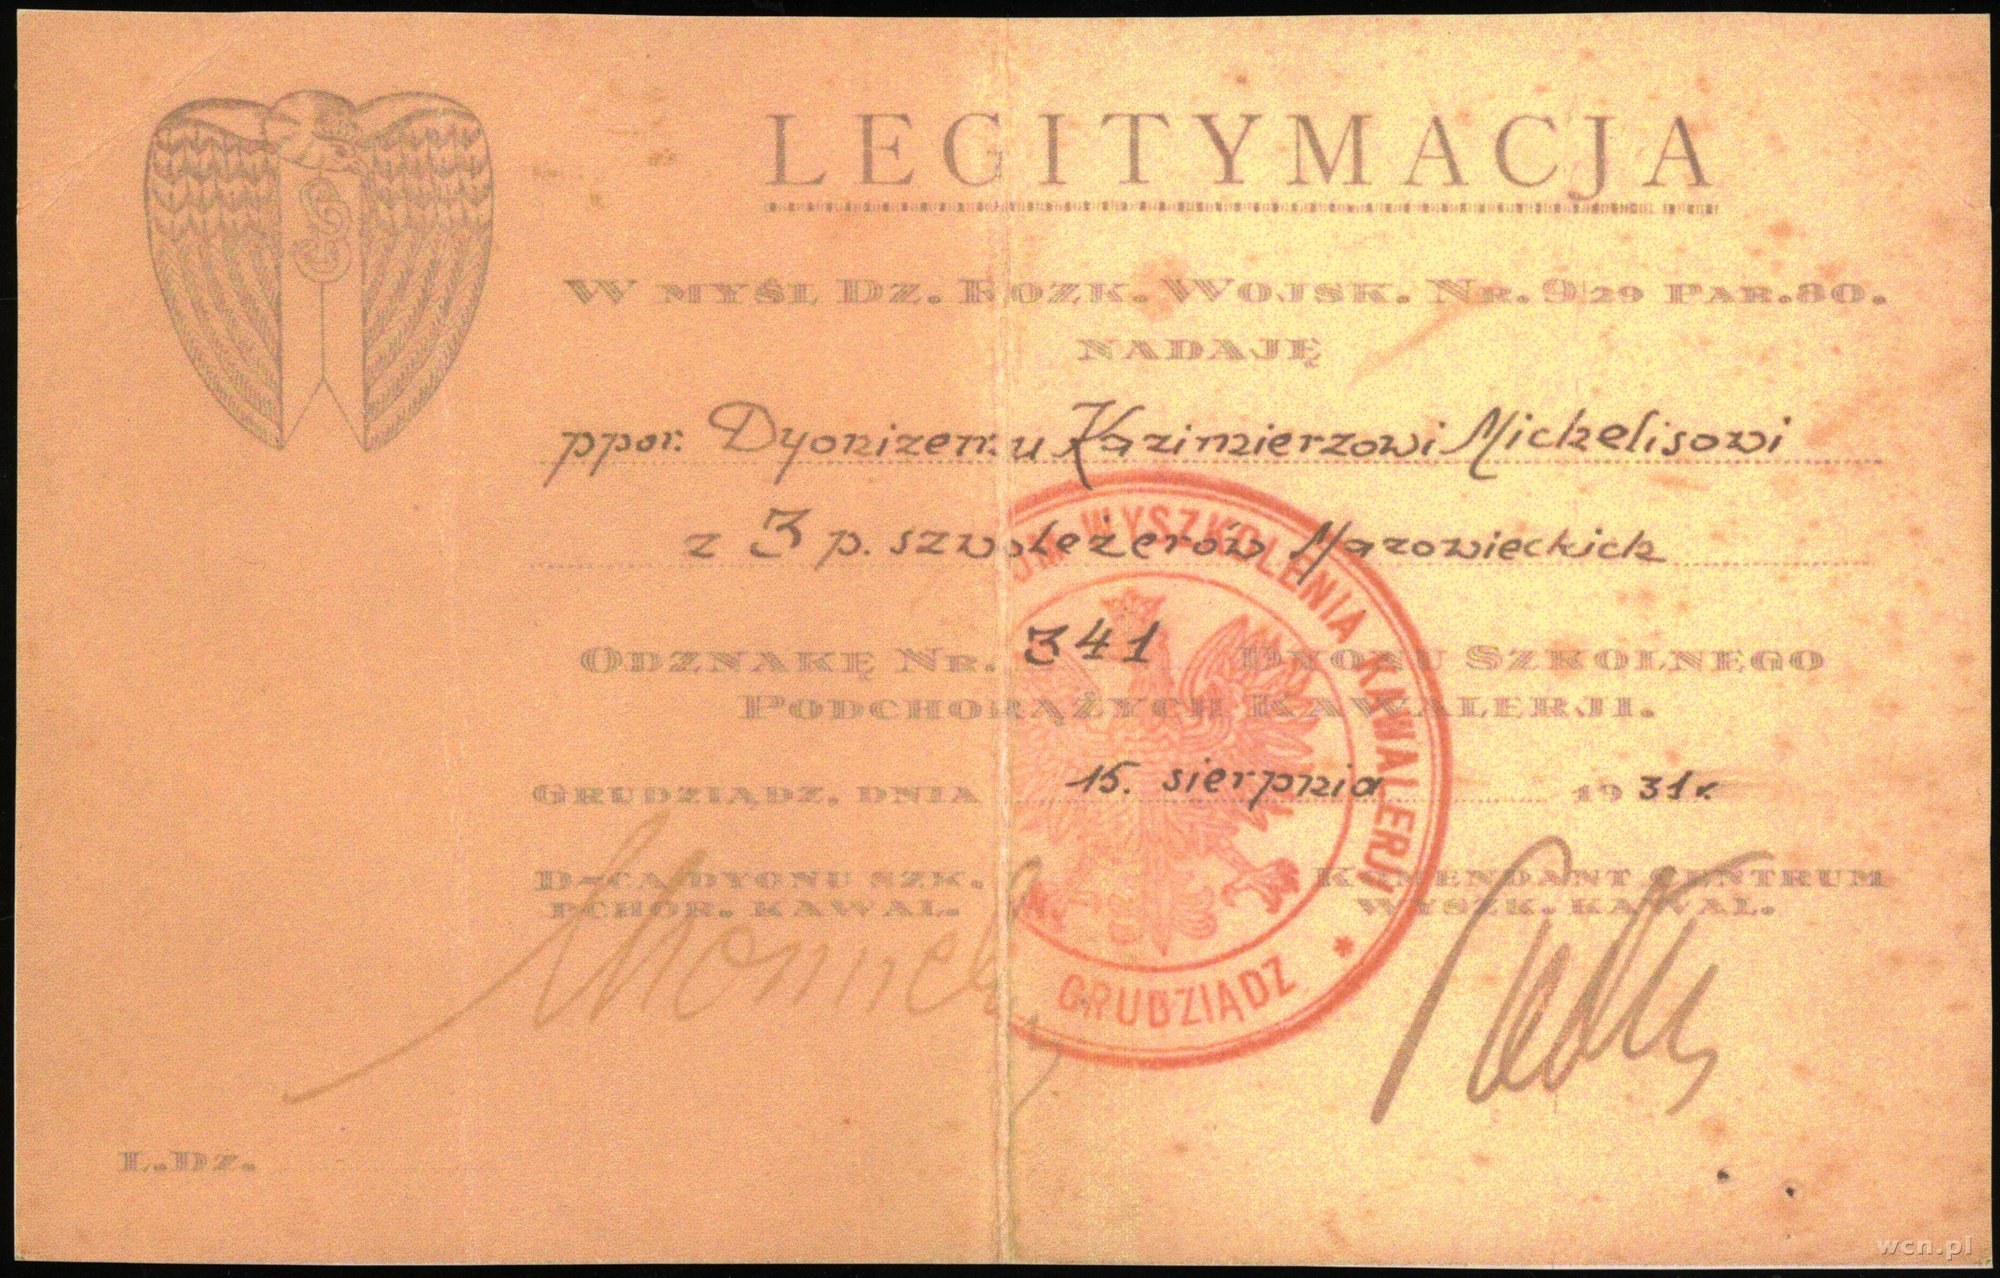 LEGITYMACJA
W MYŚL DZ. ROZK. WOJSK. NR. 9/29 PAR. 80.
NADAJĘ
ppor. Dyonizemu Kazimierzowi Mickelisowi
z 3 p. szwoleżerów Mazowieckich
ODZNAKĘ NR. 341 DYONU SZKOLNEGO
PODCHORĄŻYCH KAWALERJI.
GRUDZIĄDZ, DNIA 15. sierpnia 1931 r.
D-CA DYONU SZK.
PCHOR. KAWAL.
KOMENDANT CENTRUM
WYSZK. KAWAL.
WYSZKOLENIA KAWALERJI *
GRUDZIĄDZ
L. DZ.
wcn.pl